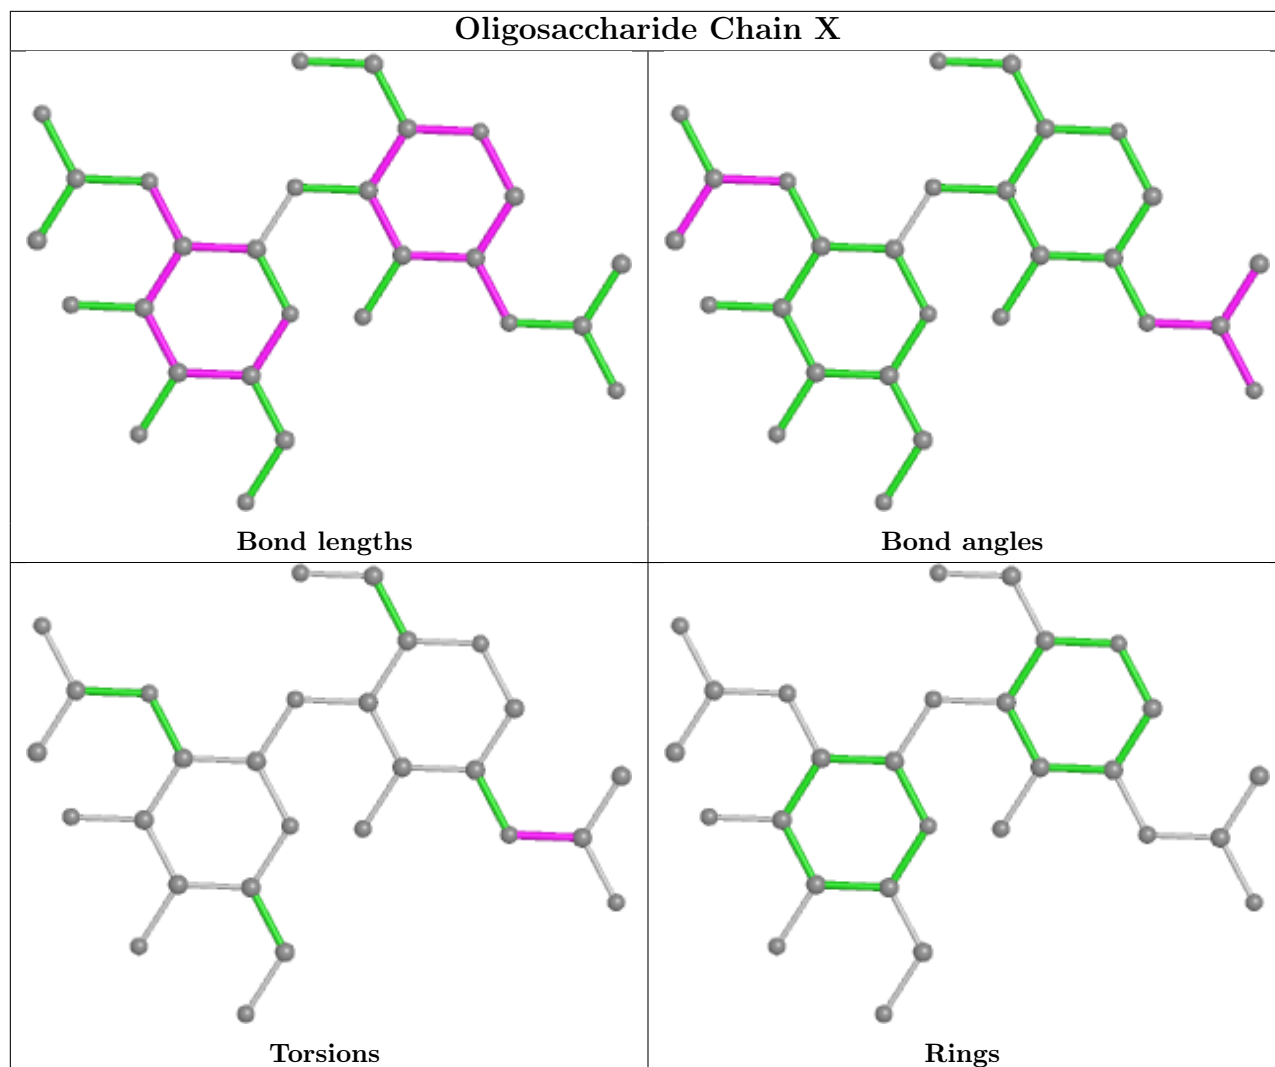 Oligosaccharide Chain X
Bond lengths
Bond angles
Torsions
Rings